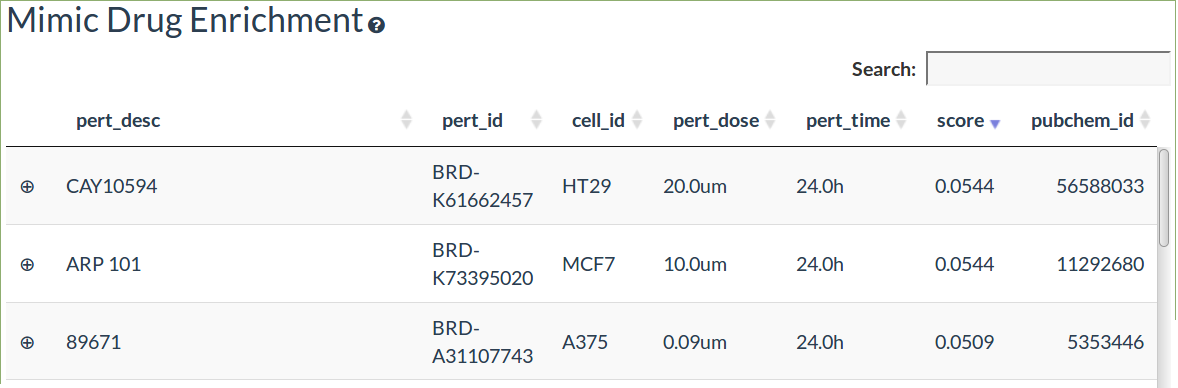 Mimic Drug Enrichment ?
Search:
pert_desc pert_id cell_id pert_dose pert_time score pubchem_id
CAY10594 BRD-K61662457 HT29 20.0um 24.0h 0.0544 56588033
ARP 101 BRD-K73395020 MCF7 10.0um 24.0h 0.0544 11292680
89671 BRD-A31107743 A375 0.09um 24.0h 0.0509 5353446